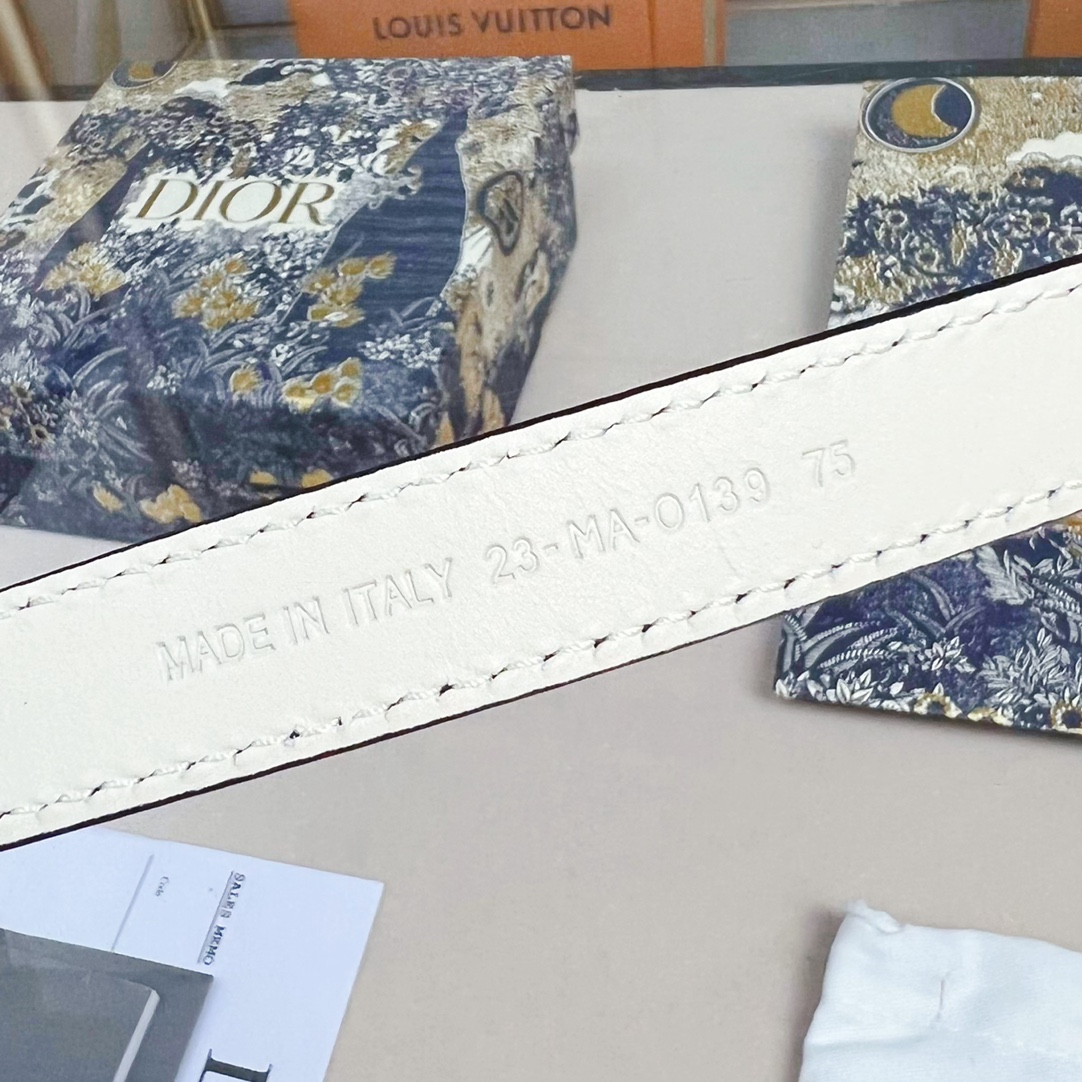 LOUIS VUITTON
DIOR
MADE IN ITALY 23-MA-0139 75
SALES MEMO